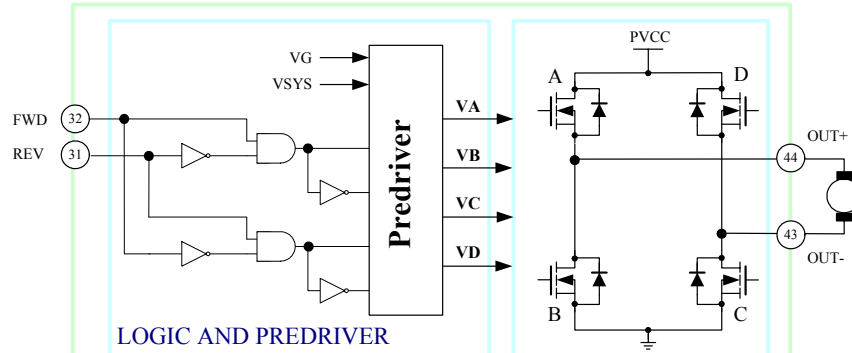 PVCC
VG
A
D
VSYS
FWD
32
VA
OUT+
REV
31
44
VB
Predriver
VC
43
VD
OUT-
B
C
LOGIC AND PREDRIVER